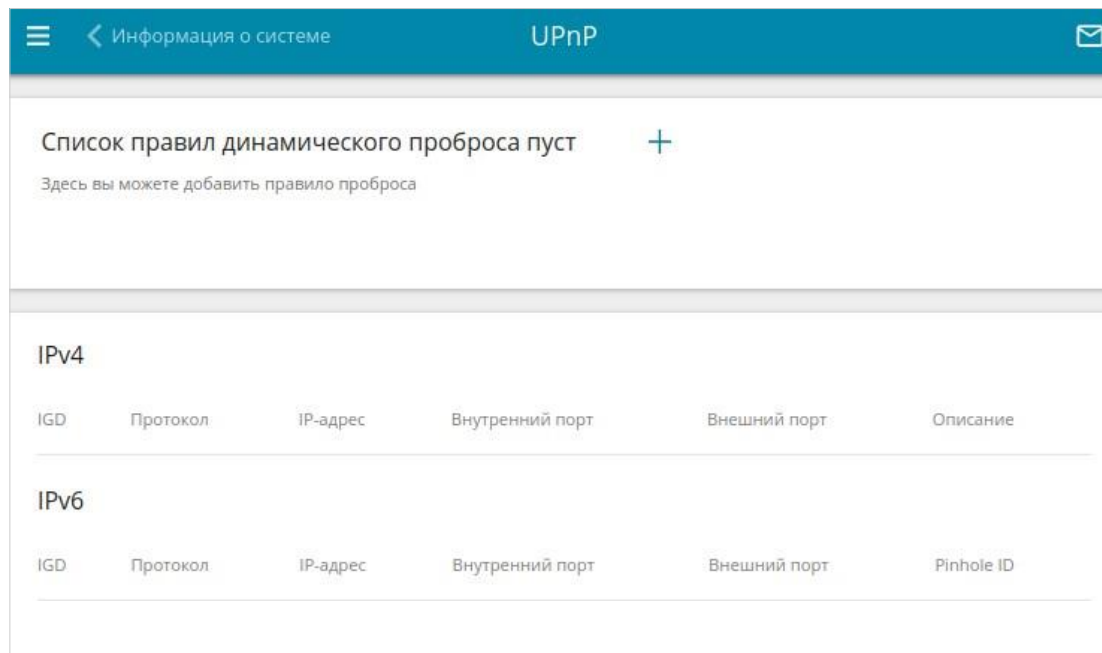 Информация о системе UPnP
Список правил динамического проброса пуст
Здесь вы можете добавить правило проброса
IPv4
IGD Протокол IP-адрес Внутренний порт Внешний порт Описание
IPv6
IGD Протокол IP-адрес Внутренний порт Внешний порт Pinhole ID